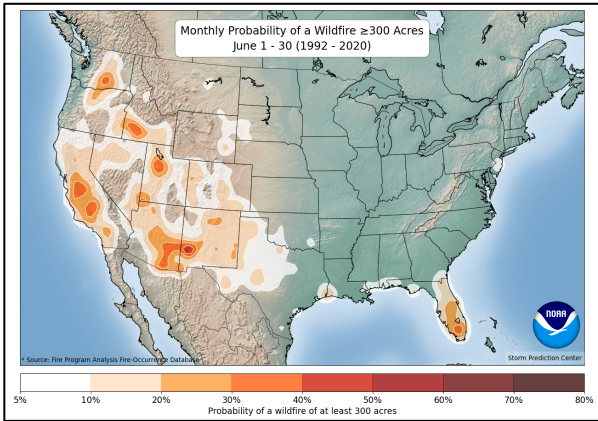 Monthly Probability of a Wildfire ≥300 Acres
June 1 - 30 (1992 - 2020)
NOAA
* Source: Fire Program Analysis Fire-Occurrence Database
Storm Prediction Center
5% 10% 20% 30% 40% 50% 60% 70% 80%
Probability of a wildfire of at least 300 acres